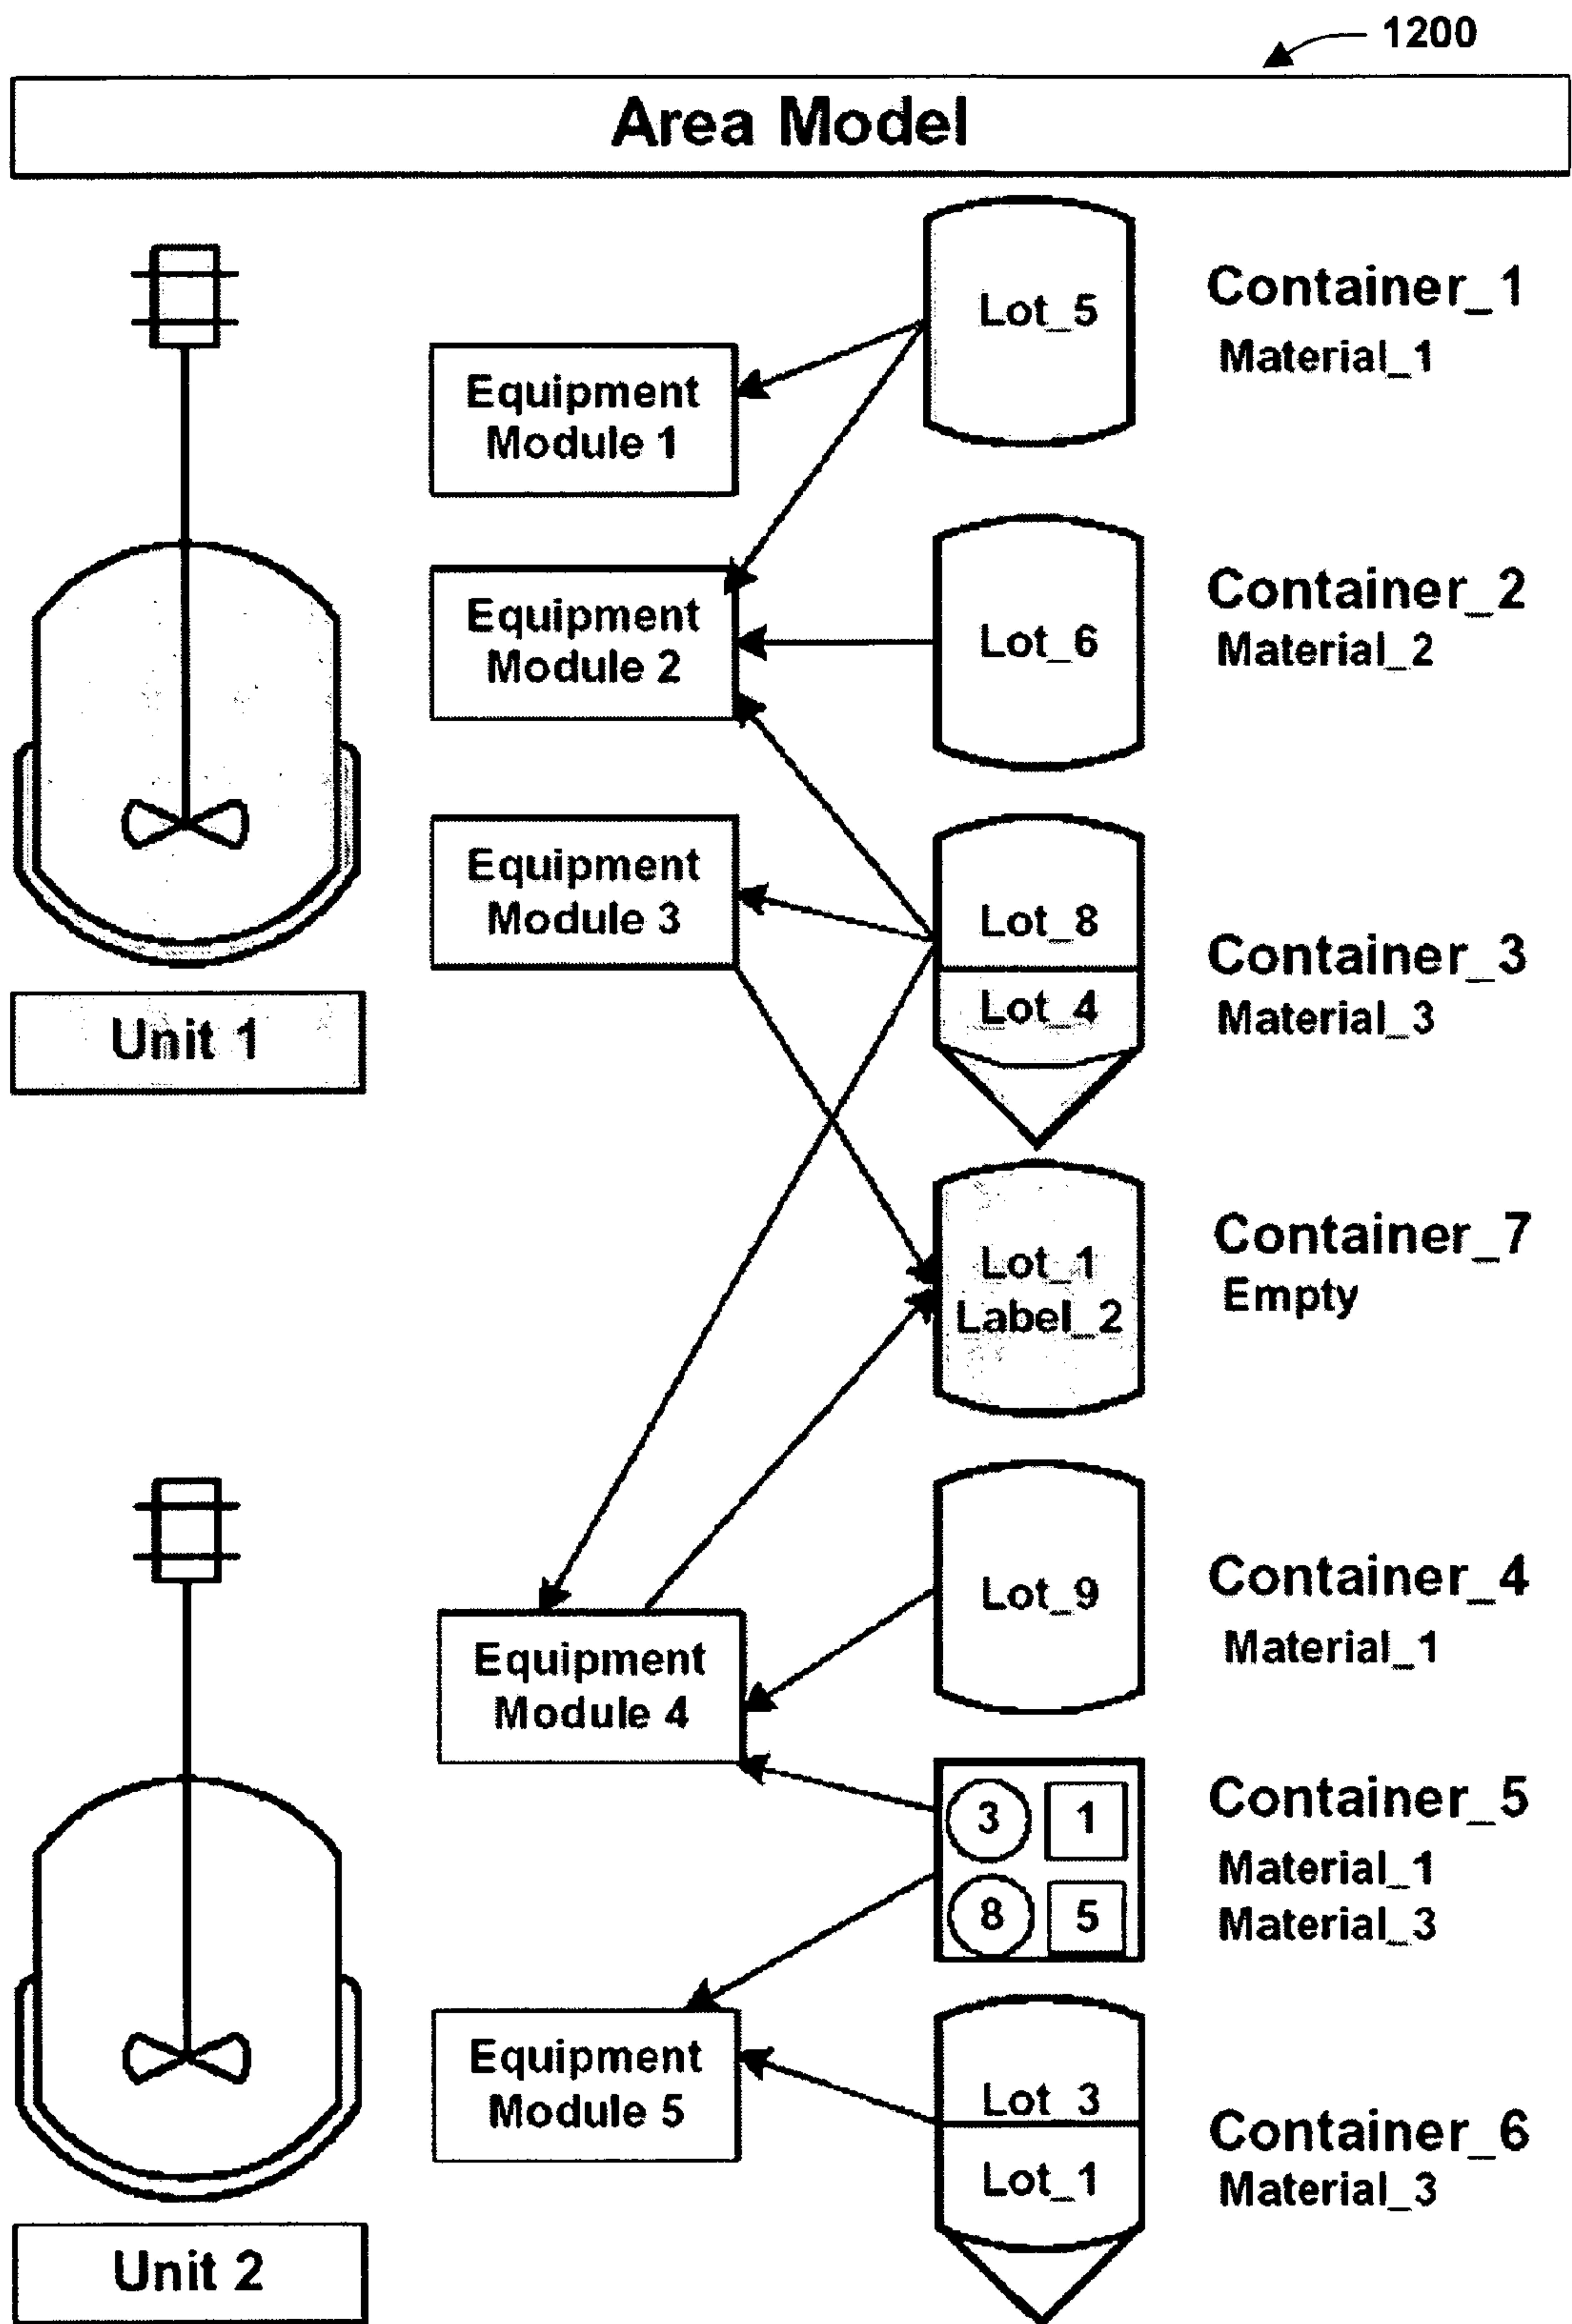 1200
Area Model
Lot_5
Container_1
Material_1
Equipment
Module 1
Lot_6
Container_2
Material_2
Equipment
Module 2
Equipment
Module 3
Lot_8
Lot_4
Container_3
Material_3
Unit 1
Lot_1
Label_2
Container_7
Empty
Lot_9
Container_4
Material_1
Equipment
Module 4
3
1
8
5
Container_5
Material_1
Material_3
Equipment
Module 5
Lot_3
Lot_1
Container_6
Material_3
Unit 2